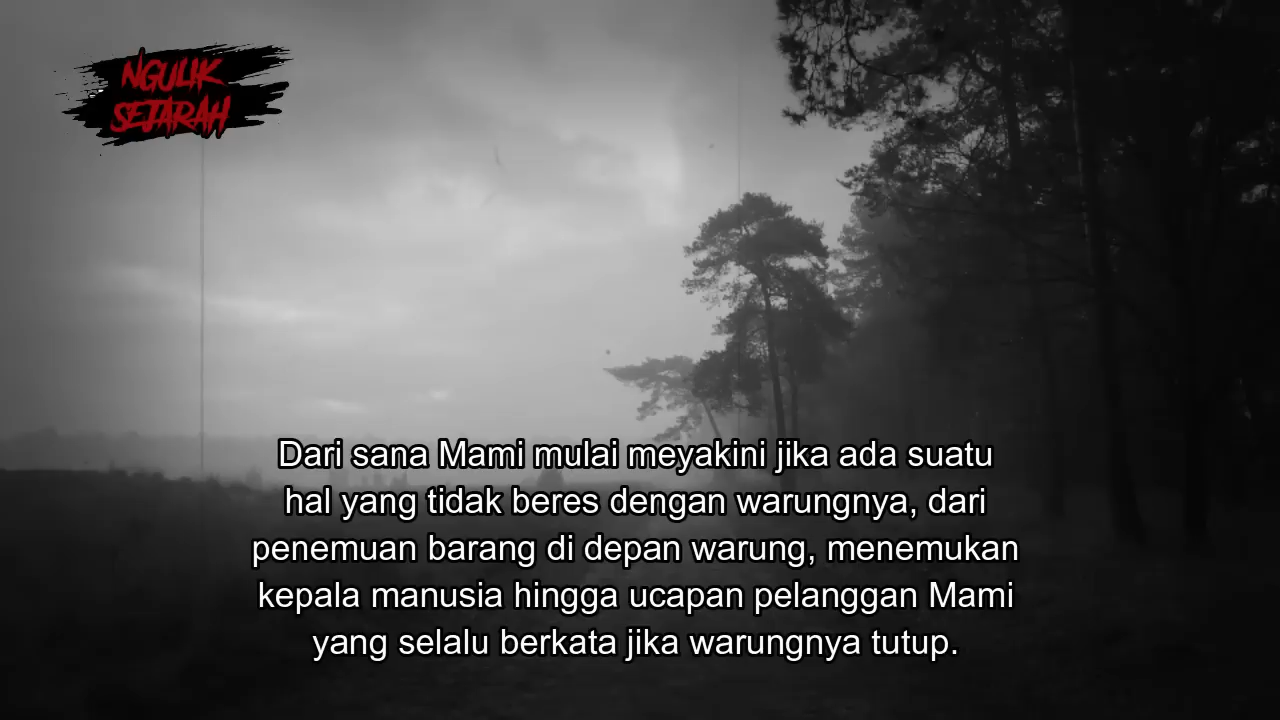 NGULIK
SEJARAH
Dari sana Mami mulai meyakini jika ada suatu
hal yang tidak beres dengan warungnya, dari
penemuan barang di depan warung, menemukan
kepala manusia hingga ucapan pelanggan Mami
yang selalu berkata jika warungnya tutup.